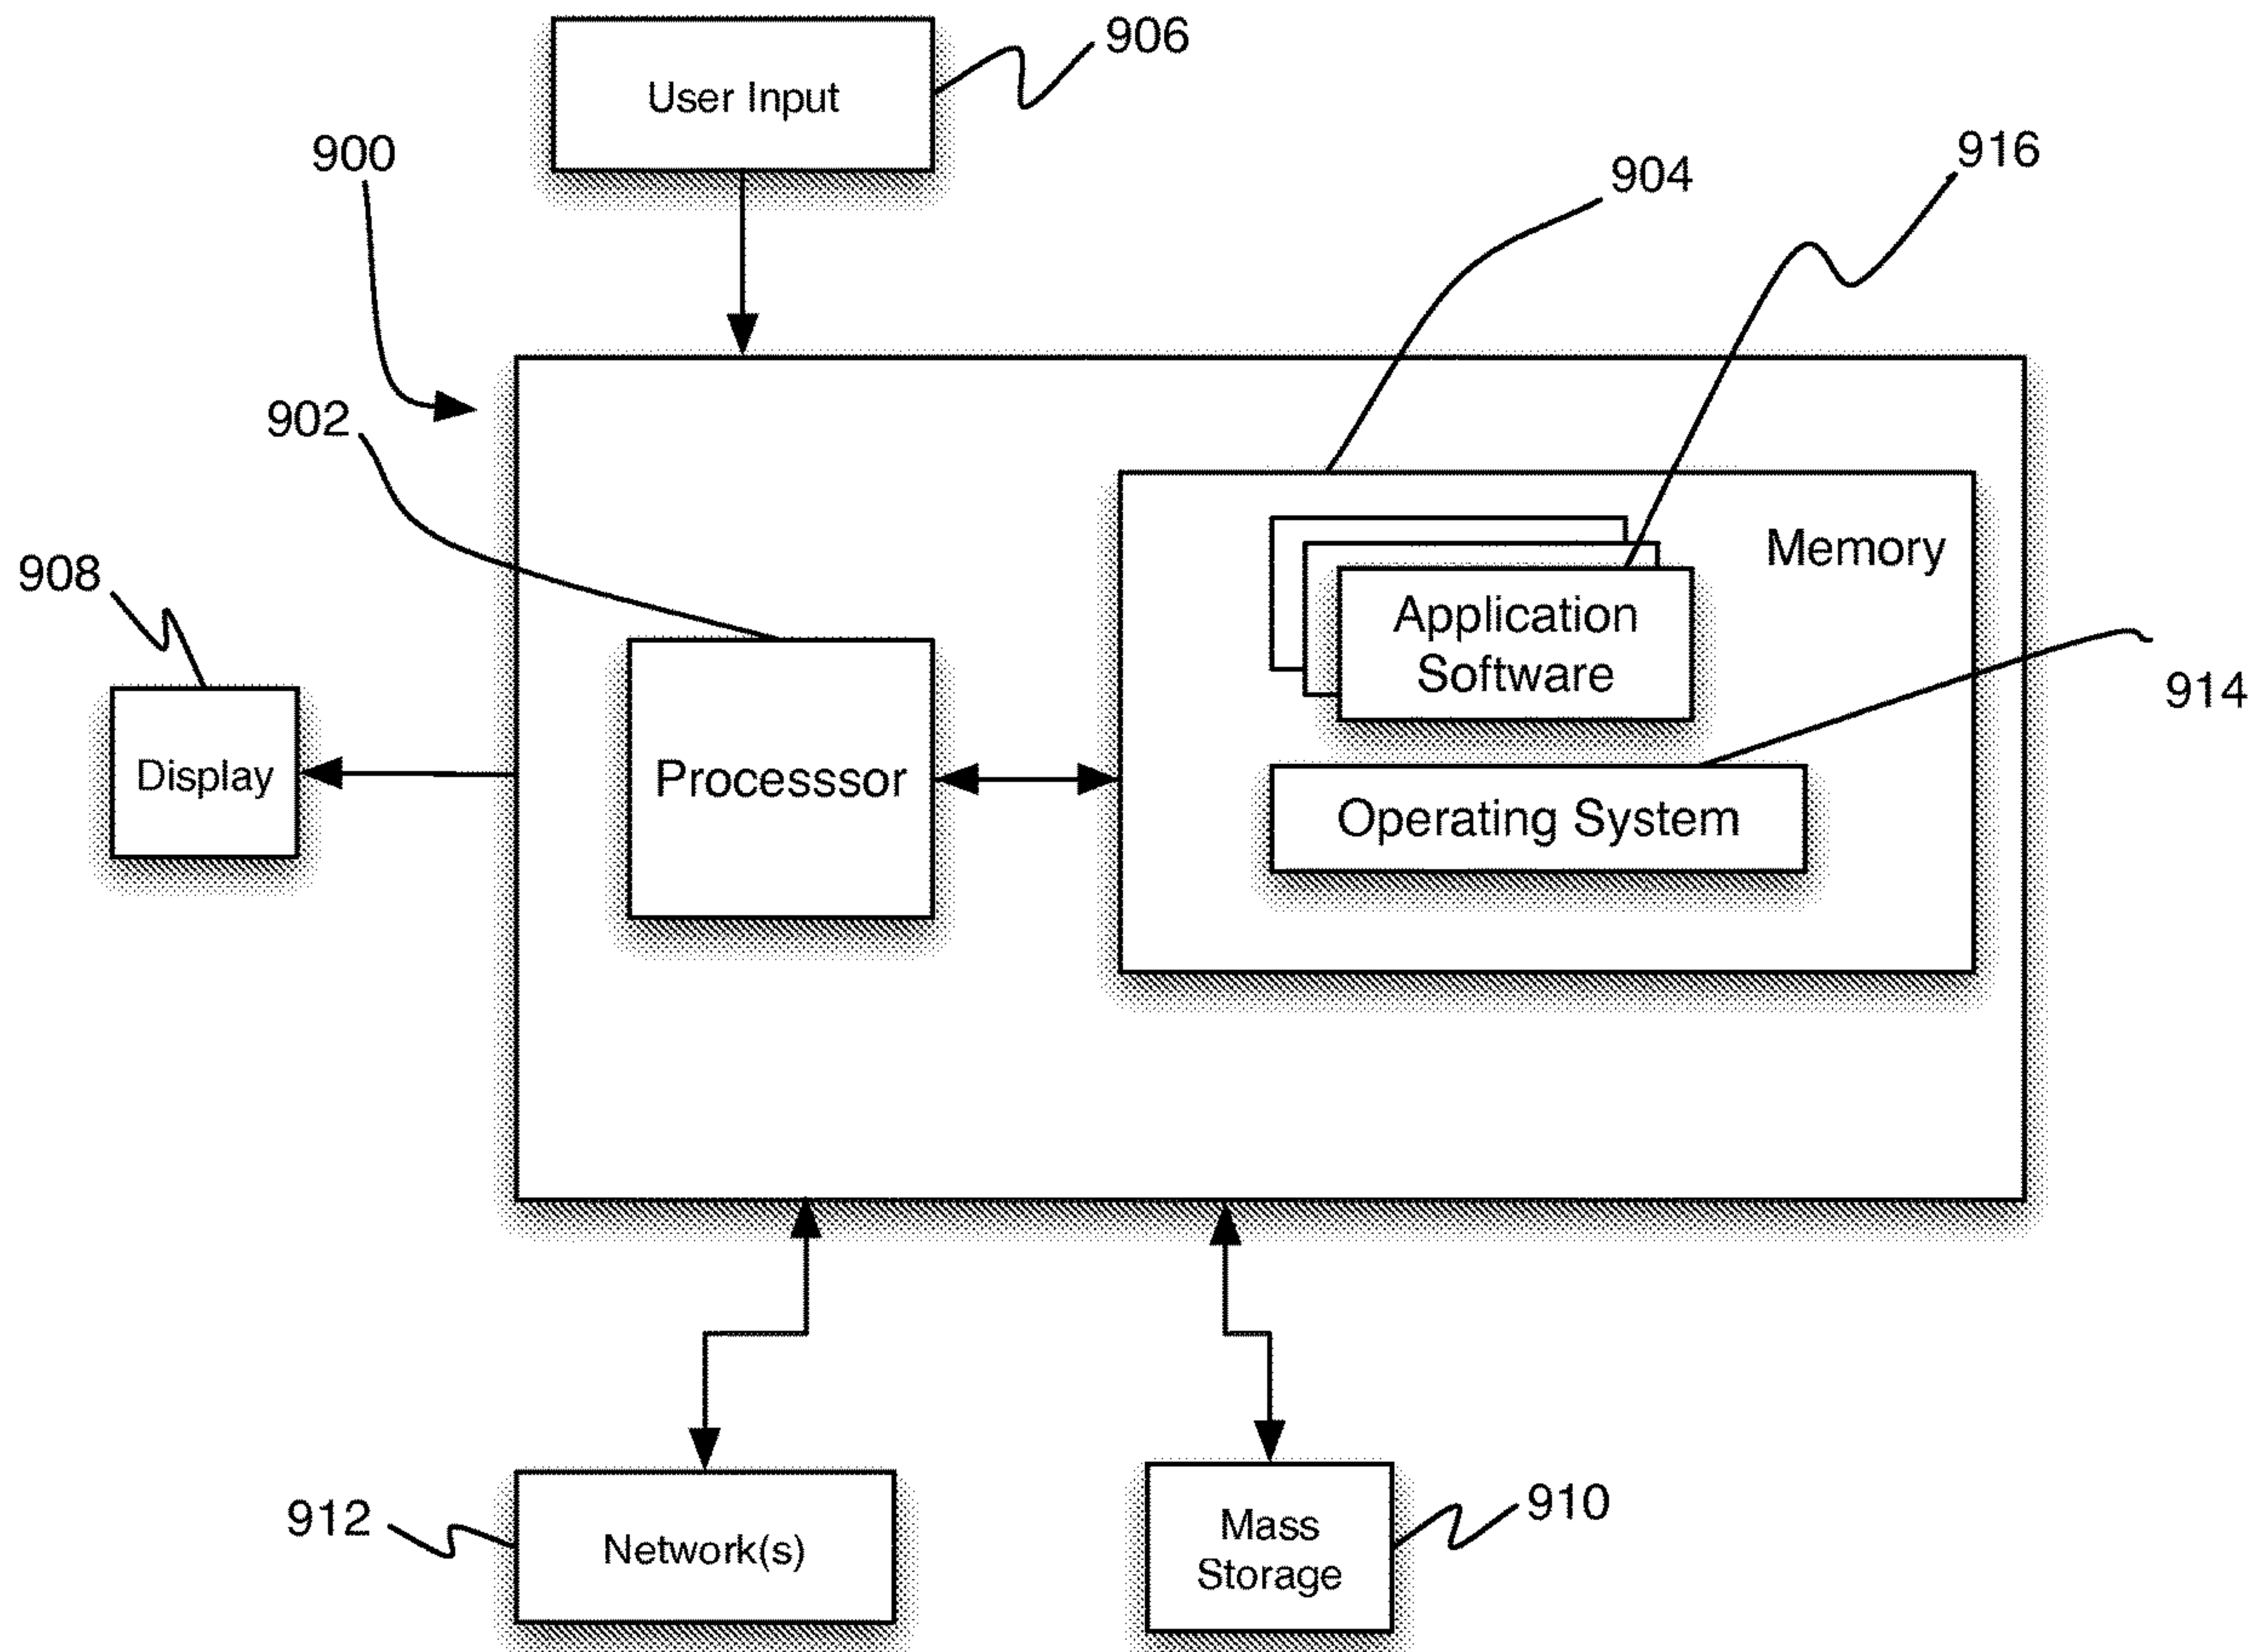 906
User Input
900
916
904
902
Memory
908
Application
Software
914
Display
Processsor
Operating System
912
Network(s)
910
Mass
Storage